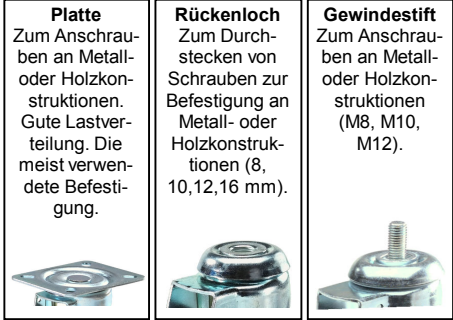 Platte
Zum Anschrau-
ben an Metall-
oder Holzkon-
struktionen.
Gute Lastver-
teilung. Die
meist verwen-
dete Befesti-
gung.
Rückenloch
Zum Durch-
stecken von
Schrauben zur
Befestigung an
Metall- oder
Holzkonstruk-
tionen (8,
10,12,16 mm).
Gewindestift
Zum Anschrau-
ben an Metall-
oder Holzkon-
struktionen
(M8, M10,
M12).